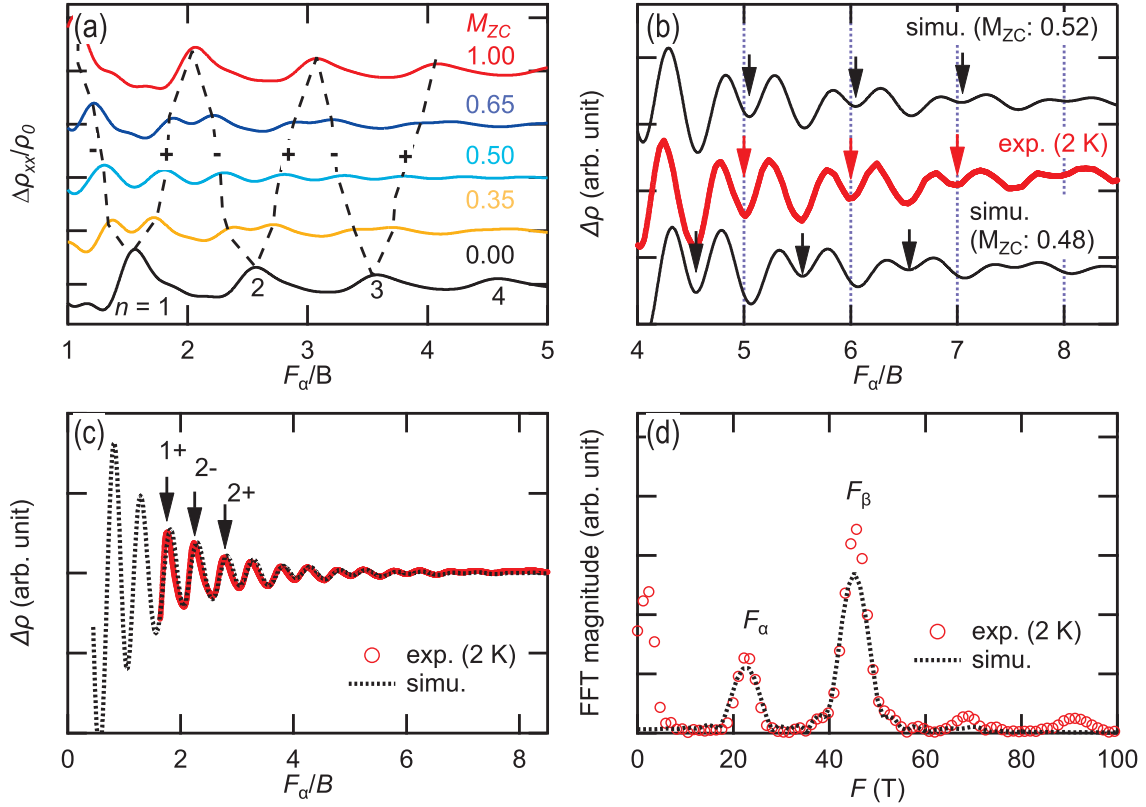 (a)
M_ZC
1.00
0.65
- + - + - +
0.50
0.35
0.00
n = 1 2 3 4
Δρ_xx/ρ_0
1 2 3 4 5
F_α/B
(b)
simu. (M_ZC: 0.52)
exp. (2 K)
simu.
(M_ZC: 0.48)
Δρ (arb. unit)
4 5 6 7 8
F_α/B
(c)
1+
2-
2+
exp. (2 K)
simu.
Δρ (arb. unit)
0 2 4 6 8
F_α/B
(d)
F_β
F_α
exp. (2 K)
simu.
FFT magnitude (arb. unit)
0 20 40 60 80 100
F (T)